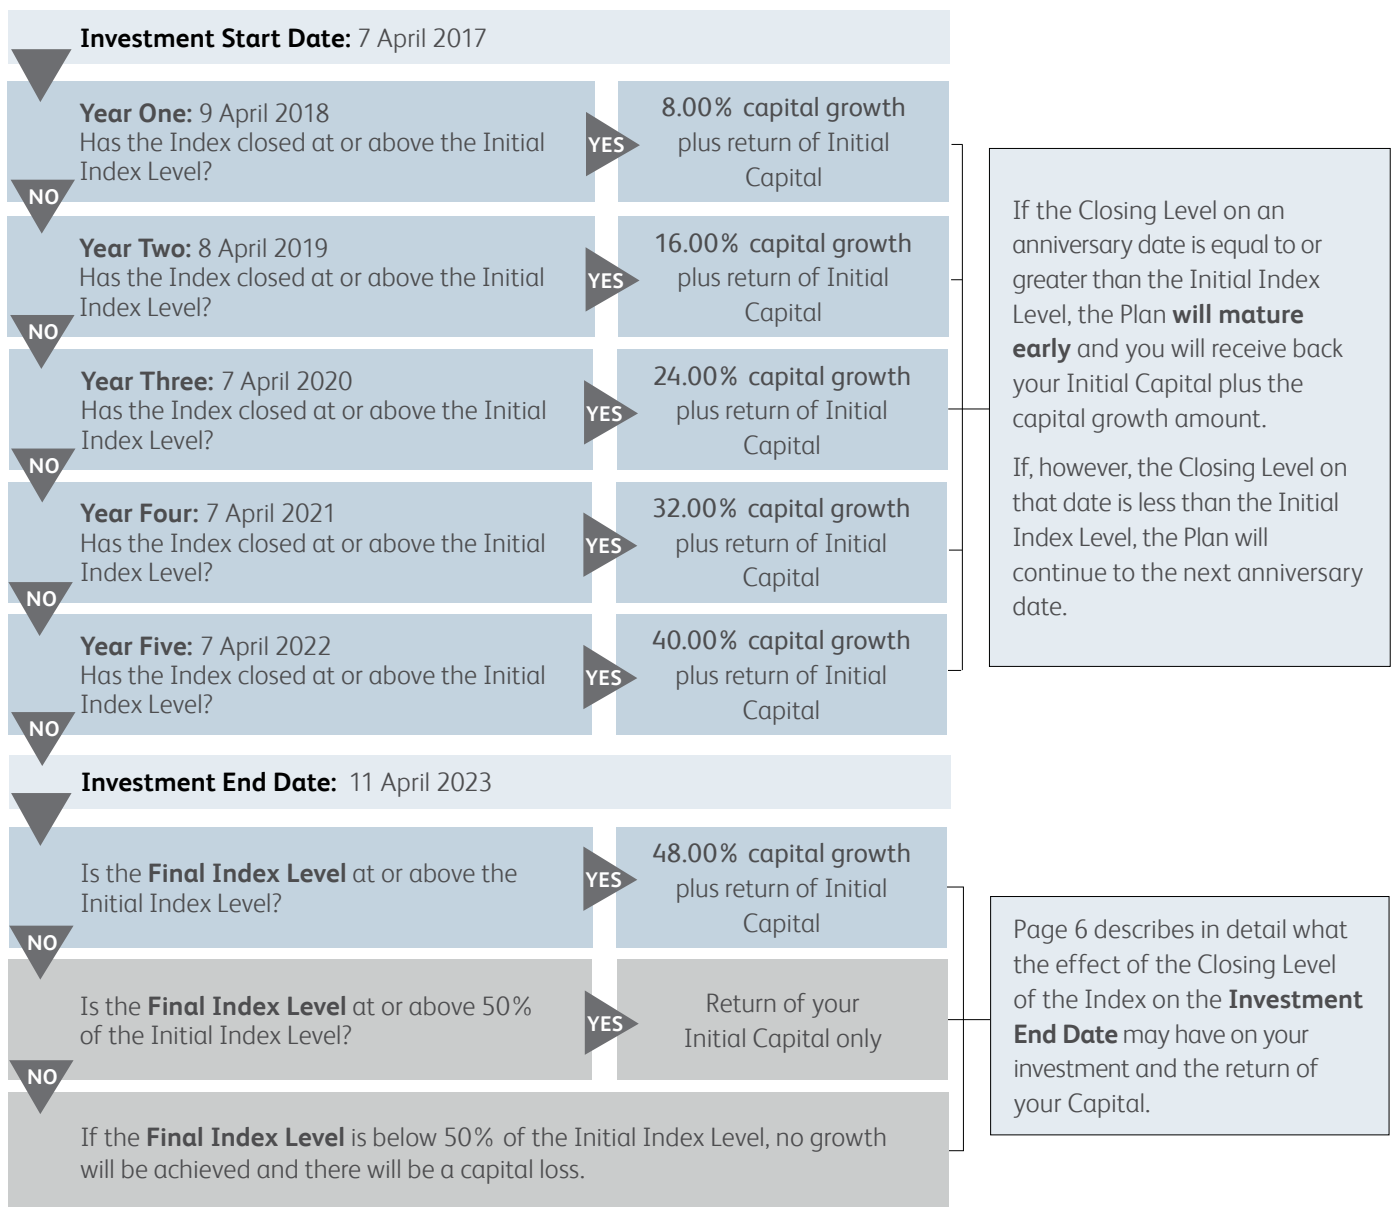 Investment Start Date: 7 April 2017
Year One: 9 April 2018
Has the Index closed at or above the Initial
Index Level?
YES
8.00% capital growth
plus return of Initial
Capital
NO
Year Two: 8 April 2019
Has the Index closed at or above the Initial
Index Level?
YES
16.00% capital growth
plus return of Initial
Capital
NO
Year Three: 7 April 2020
Has the Index closed at or above the Initial
Index Level?
YES
24.00% capital growth
plus return of Initial
Capital
NO
Year Four: 7 April 2021
Has the Index closed at or above the Initial
Index Level?
YES
32.00% capital growth
plus return of Initial
Capital
NO
Year Five: 7 April 2022
Has the Index closed at or above the Initial
Index Level?
YES
40.00% capital growth
plus return of Initial
Capital
NO
If the Closing Level on an
anniversary date is equal to or
greater than the Initial Index
Level, the Plan will mature
early and you will receive back
your Initial Capital plus the
capital growth amount.
If, however, the Closing Level on
that date is less than the Initial
Index Level, the Plan will
continue to the next anniversary
date.
Investment End Date: 11 April 2023
Is the Final Index Level at or above the
Initial Index Level?
YES
48.00% capital growth
plus return of Initial
Capital
NO
Is the Final Index Level at or above 50%
of the Initial Index Level?
YES
Return of your
Initial Capital only
NO
If the Final Index Level is below 50% of the Initial Index Level, no growth
will be achieved and there will be a capital loss.
Page 6 describes in detail what
the effect of the Closing Level
of the Index on the Investment
End Date may have on your
investment and the return of
your Capital.